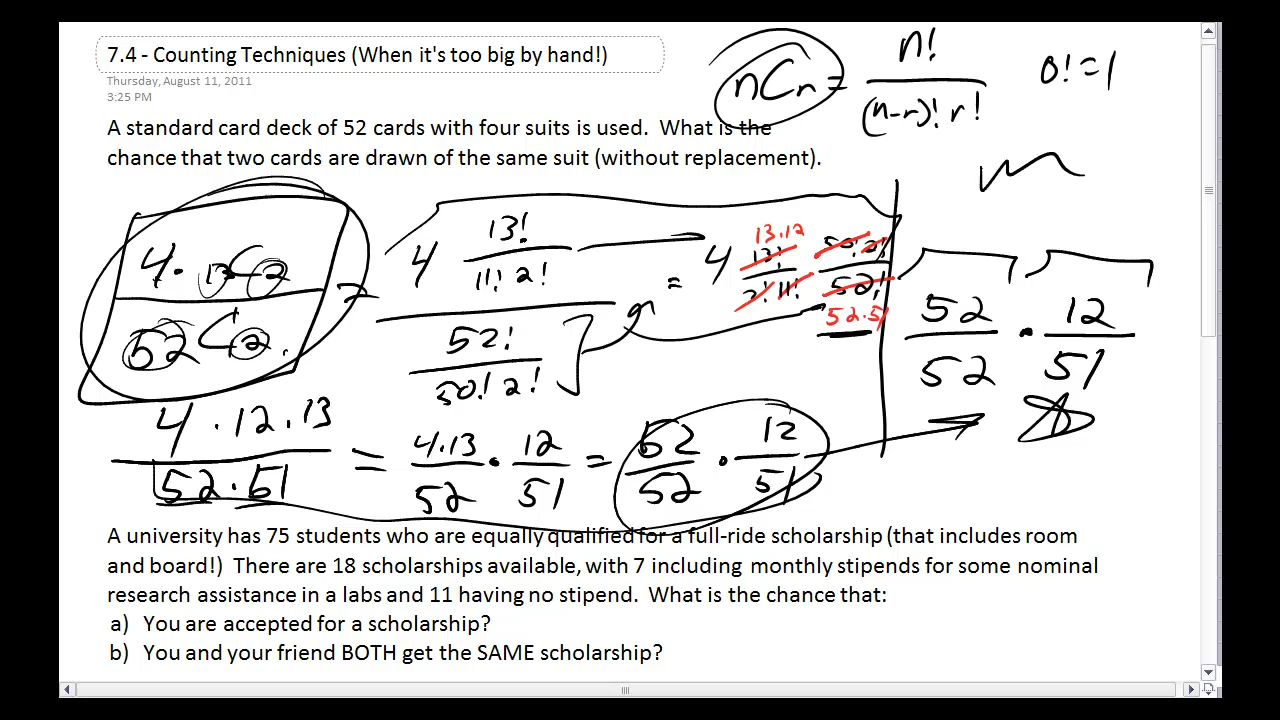 7.4 - Counting Techniques (When it's too big by hand!)
Thursday, August 11, 2011
3:25 PM
nCr = n! / (n-r)! r!
0! = 1
A standard card deck of 52 cards with four suits is used. What is the
chance that two cards are drawn of the same suit (without replacement).
4 · 13C2 / 52C2 = 4 13! / 11! 2! / 52! / 50! 2! = 4 13! / 2! 11! 50! 2! / 52!
13·12
52·51
52/52 · 12/51
4 · 12 · 13 / 52 · 51 = 4·13/52 · 12/51 = 52/52 · 12/51
A university has 75 students who are equally qualified for a full-ride scholarship (that includes room
and board!) There are 18 scholarships available, with 7 including monthly stipends for some nominal
research assistance in a labs and 11 having no stipend. What is the chance that:
a) You are accepted for a scholarship?
b) You and your friend BOTH get the SAME scholarship?